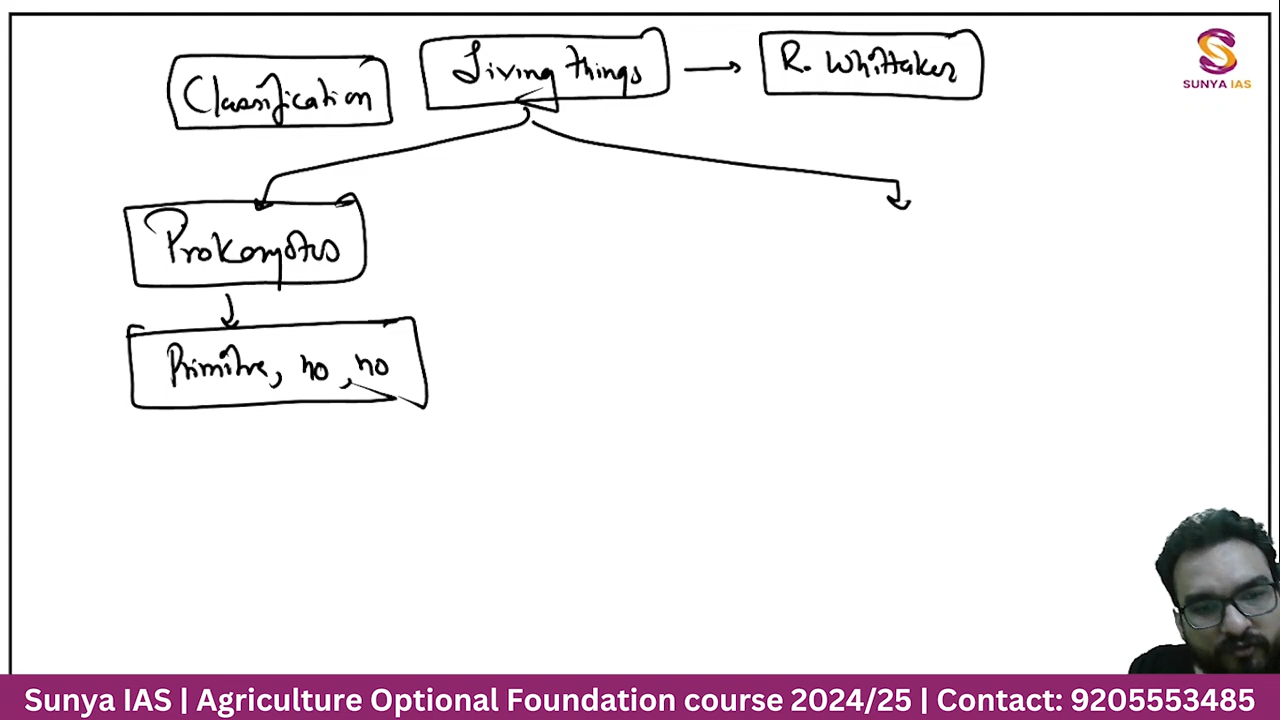 Classification
Living things
R. Whittaker
SUNYA IAS
Prokaryotes
Primitive, no, no
Sunya IAS | Agriculture Optional Foundation course 2024/25 | Contact: 9205553485